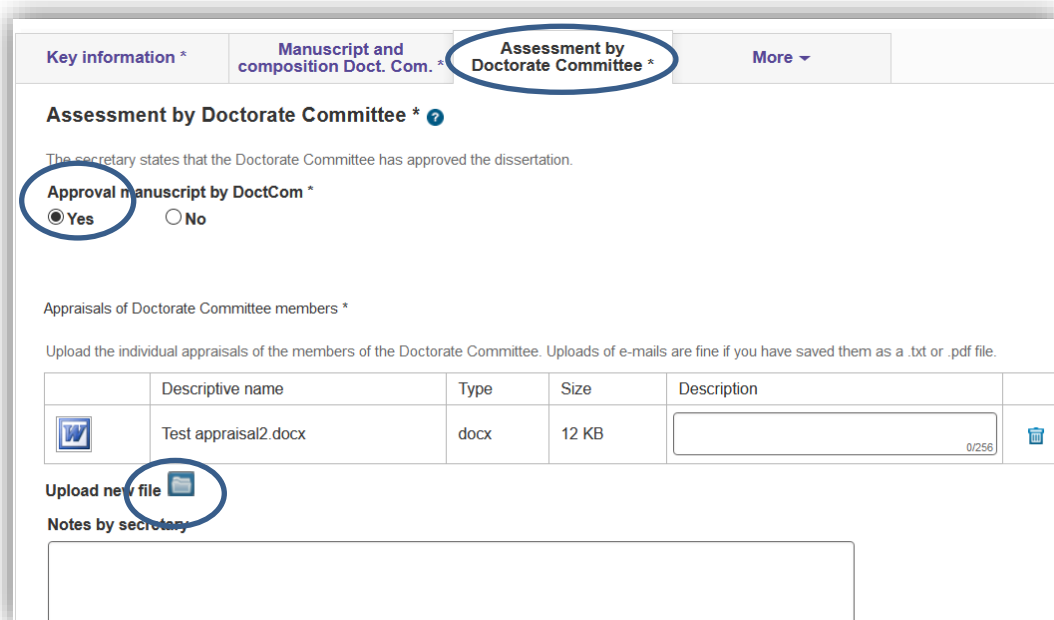 Key information *
Manuscript and
composition Doct. Com. *
Assessment by
Doctorate Committee *
More
Assessment by Doctorate Committee * ?
The secretary states that the Doctorate Committee has approved the dissertation.
Approval manuscript by DoctCom *
Yes No
Appraisals of Doctorate Committee members *
Upload the individual appraisals of the members of the Doctorate Committee. Uploads of e-mails are fine if you have saved them as a .txt or .pdf file.
Descriptive name Type Size Description
W Test appraisal2.docx docx 12 KB 0/256
Upload new file
Notes by secretary